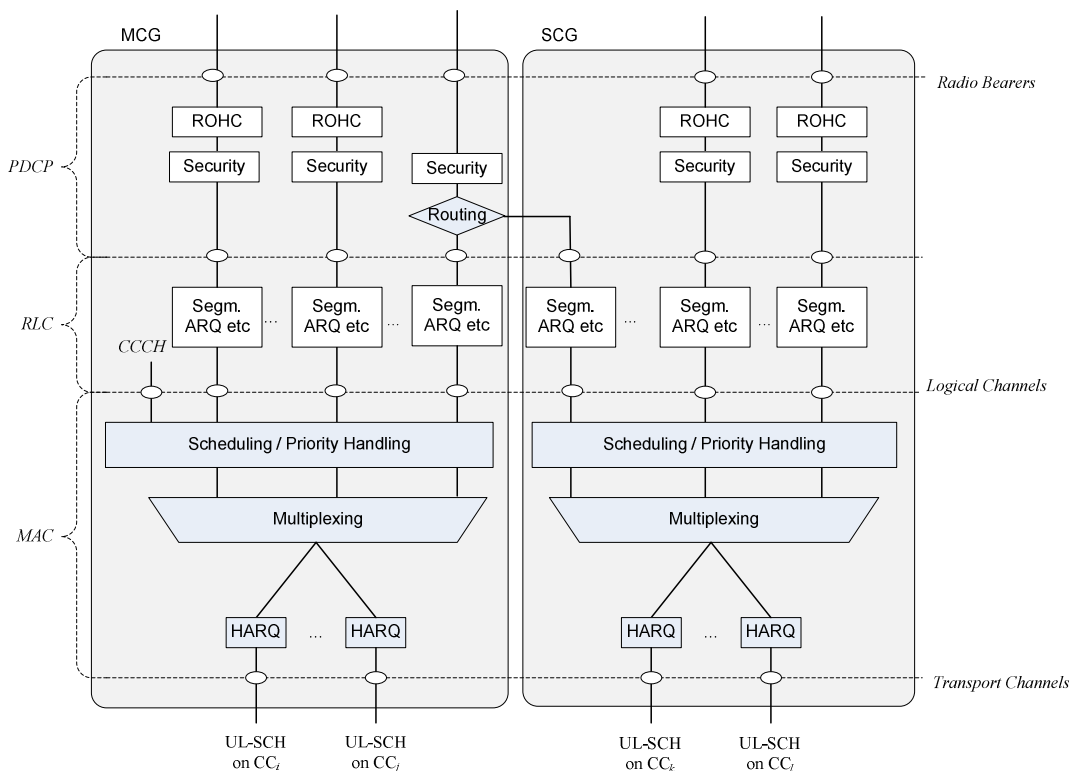 MCG
SCG
Radio Bearers
ROHC
ROHC
ROHC
ROHC
PDCP
Security
Security
Security
Security
Security
Routing
Segm.
ARQ etc
...
Segm.
ARQ etc
...
Segm.
ARQ etc
Segm.
ARQ etc
...
Segm.
ARQ etc
...
Segm.
ARQ etc
RLC
CCCH
Logical Channels
Scheduling / Priority Handling
Scheduling / Priority Handling
Multiplexing
Multiplexing
MAC
HARQ
...
HARQ
HARQ
...
HARQ
Transport Channels
UL-SCH
on CCi
UL-SCH
on CCj
UL-SCH
on CCk
UL-SCH
on CCl